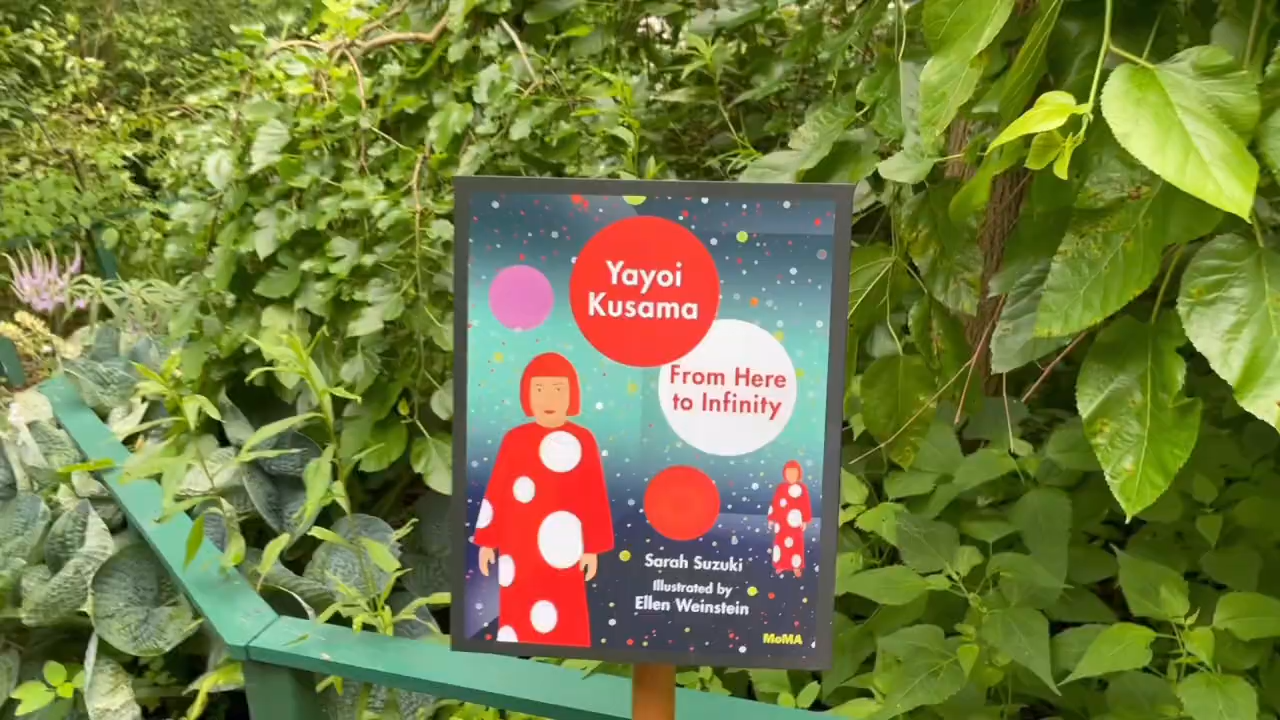 Yayoi
Kusama
From Here
to Infinity
Sarah Suzuki
Illustrated by
Ellen Weinstein
MoMA